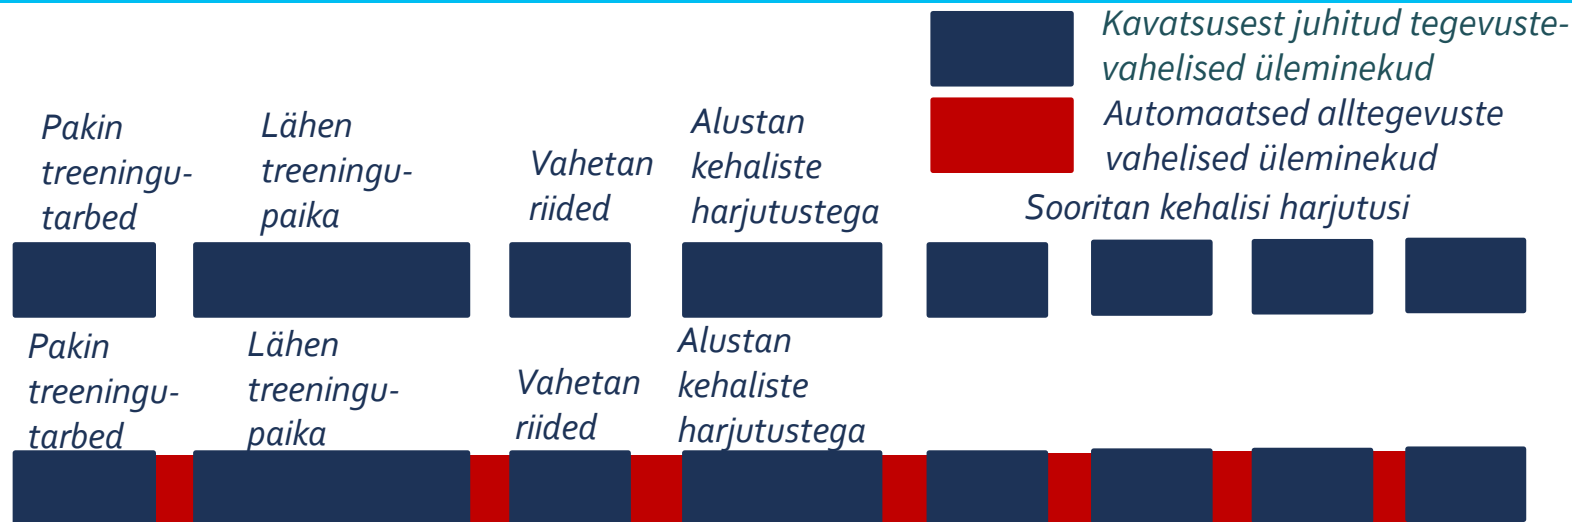 Kavatsusest juhitud tegevuste-
vahelised üleminekud
Automaatsed alltegevuste
vahelised üleminekud
Pakin
treeningu-
tarbed
Lähen
treeningu-
paika
Vahetan
riided
Alustan
kehaliste
harjutustega
Sooritan kehalisi harjutusi
Pakin
treeningu-
tarbed
Lähen
treeningu-
paika
Vahetan
riided
Alustan
kehaliste
harjutustega